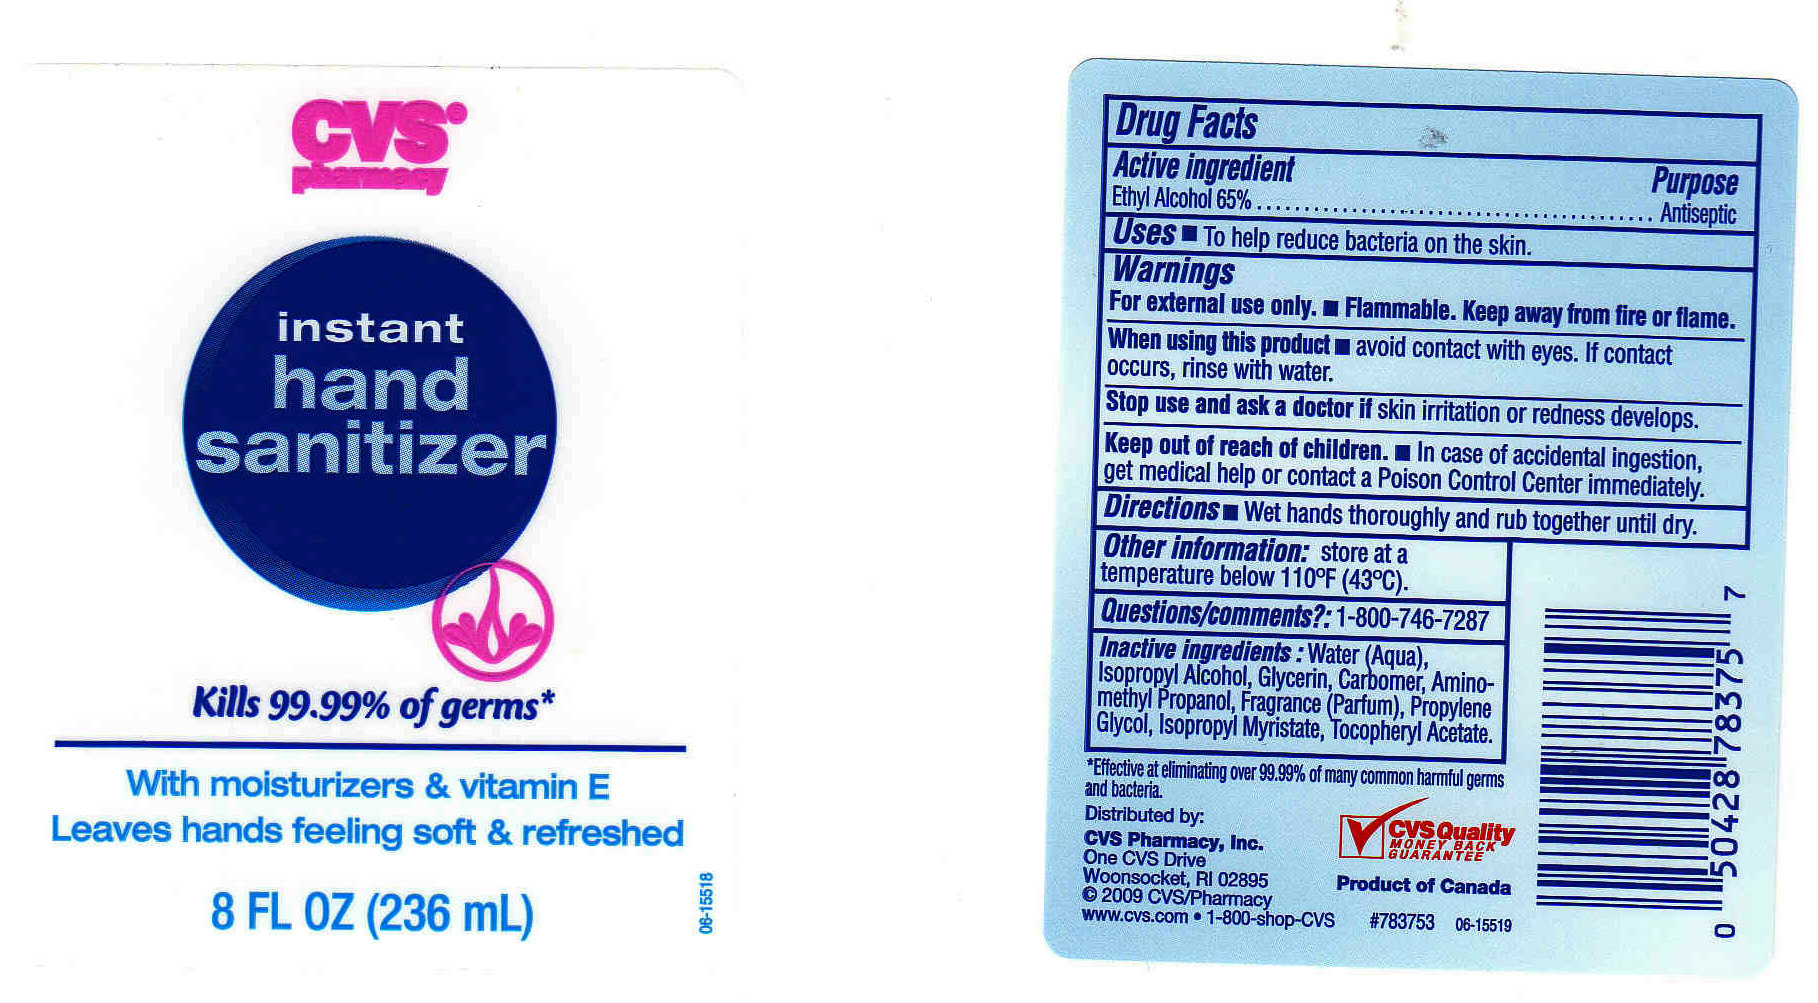 CVS®
pharmacy
instant
hand
sanitizer
Kills 99.99% of germs*
With moisturizers & vitamin E
Leaves hands feeling soft & refreshed
8 FL OZ (236 mL)
06-15518
Drug Facts
Active ingredient Purpose
Ethyl Alcohol 65% ................................................ Antiseptic
Uses ■ To help reduce bacteria on the skin.
Warnings
For external use only. ■ Flammable. Keep away from fire or flame.
When using this product ■ avoid contact with eyes. If contact
occurs, rinse with water.
Stop use and ask a doctor if skin irritation or redness develops.
Keep out of reach of children. ■ In case of accidental ingestion,
get medical help or contact a Poison Control Center immediately.
Directions ■ Wet hands thoroughly and rub together until dry.
Other information: store at a
temperature below 110ºF (43ºC).
Questions/comments?: 1-800-746-7287
Inactive ingredients : Water (Aqua),
Isopropyl Alcohol, Glycerin, Carbomer, Amino-
methyl Propanol, Fragrance (Parfum), Propylene
Glycol, Isopropyl Myristate, Tocopheryl Acetate.
*Effective at eliminating over 99.99% of many common harmful germs
and bacteria.
Distributed by:
CVS Pharmacy, Inc.
One CVS Drive
Woonsocket, RI 02895
© 2009 CVS/Pharmacy
www.cvs.com • 1-800-shop-CVS
CVS Quality
MONEY BACK
GUARANTEE
Product of Canada
#783753 06-15519
0 50428 78375 7